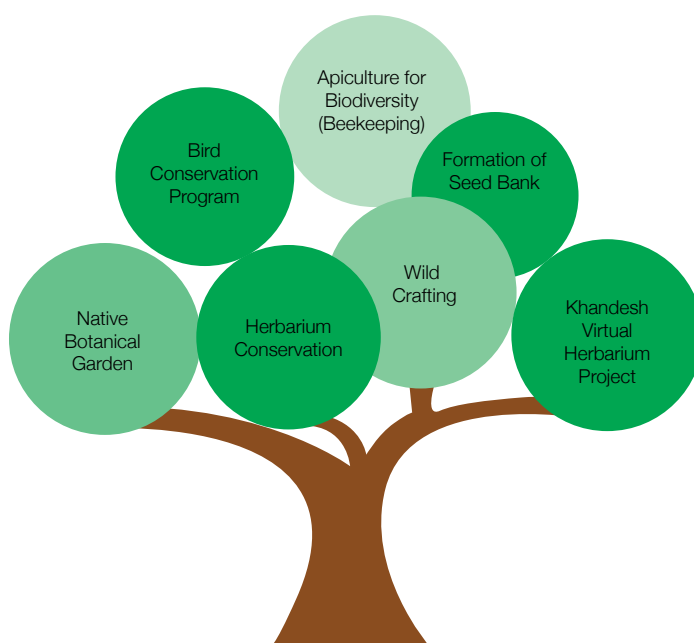 Apiculture for
Biodiversity
(Beekeeping)
Bird
Conservation
Program
Formation of
Seed Bank
Native
Botanical
Garden
Herbarium
Conservation
Wild
Crafting
Khandesh
Virtual
Herbarium
Project